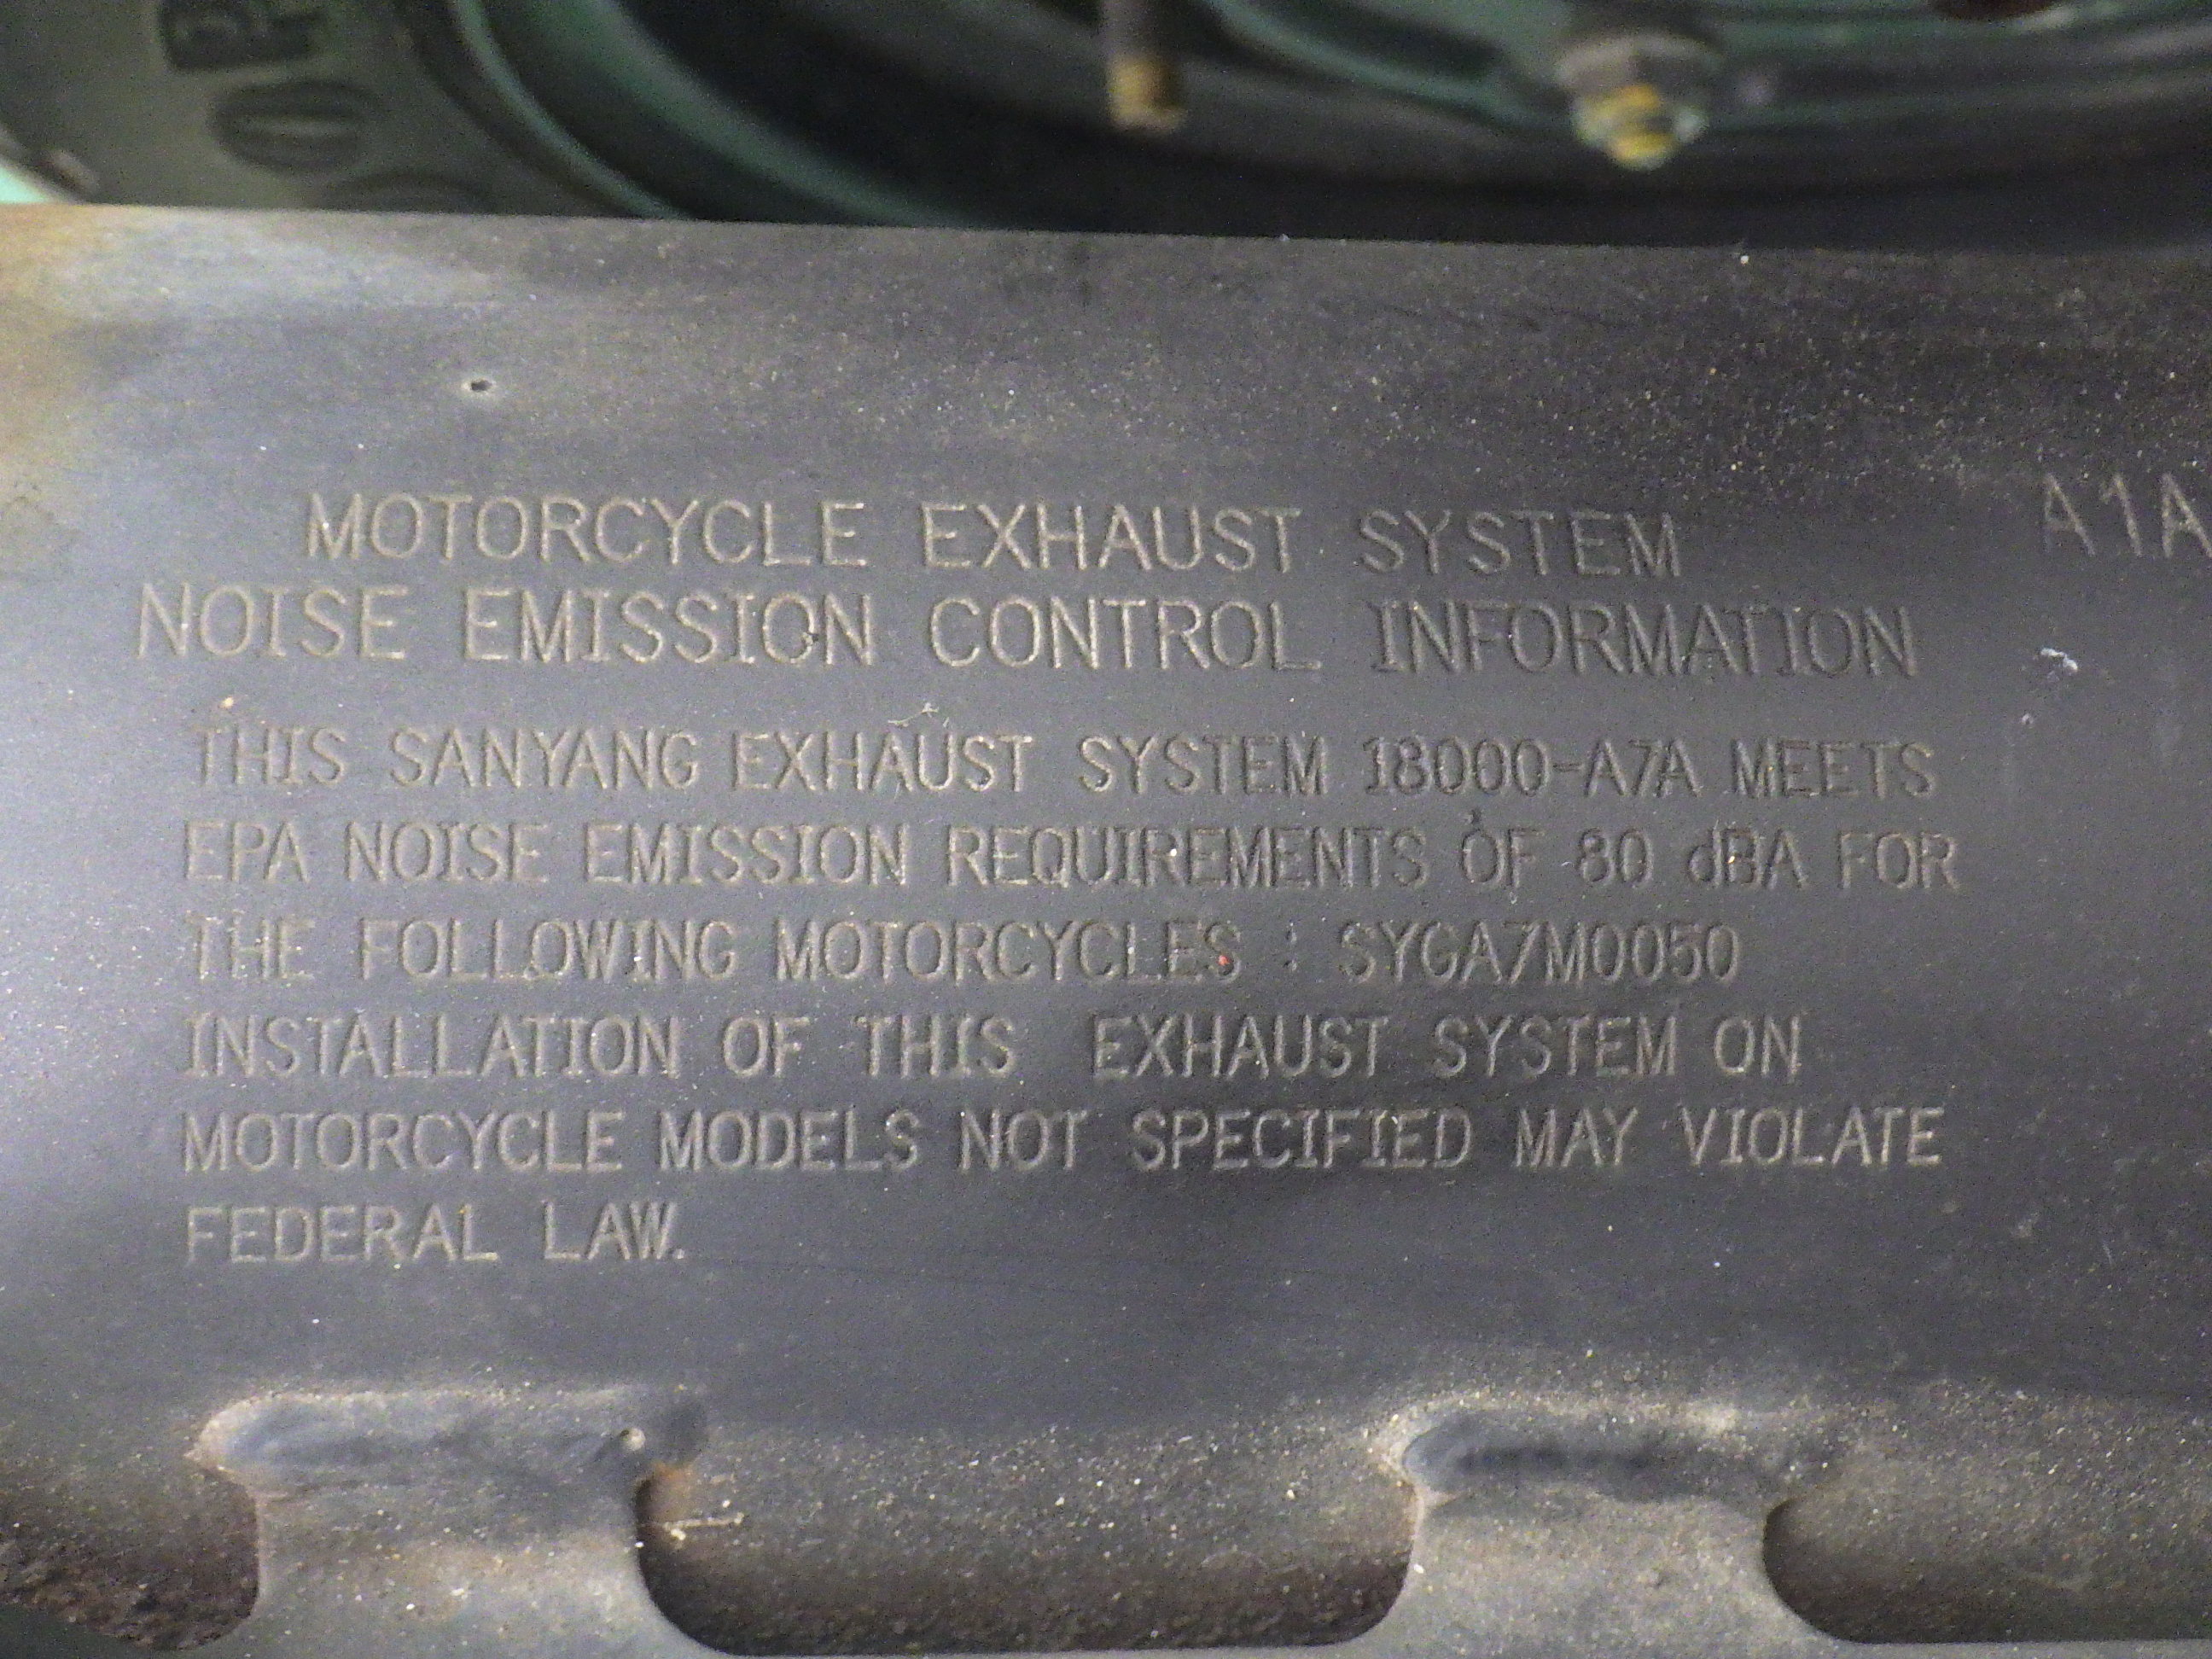 MOTORCYCLE EXHAUST SYSTEM
A1A
NOISE EMISSION CONTROL INFORMATION
THIS SANYANG EXHAUST SYSTEM 18000-A7A MEETS
EPA NOISE EMISSION REQUIREMENTS OF 80 dBA FOR
THE FOLLOWING MOTORCYCLES : SYGA7M0050
INSTALLATION OF THIS EXHAUST SYSTEM ON
MOTORCYCLE MODELS NOT SPECIFIED MAY VIOLATE
FEDERAL LAW.